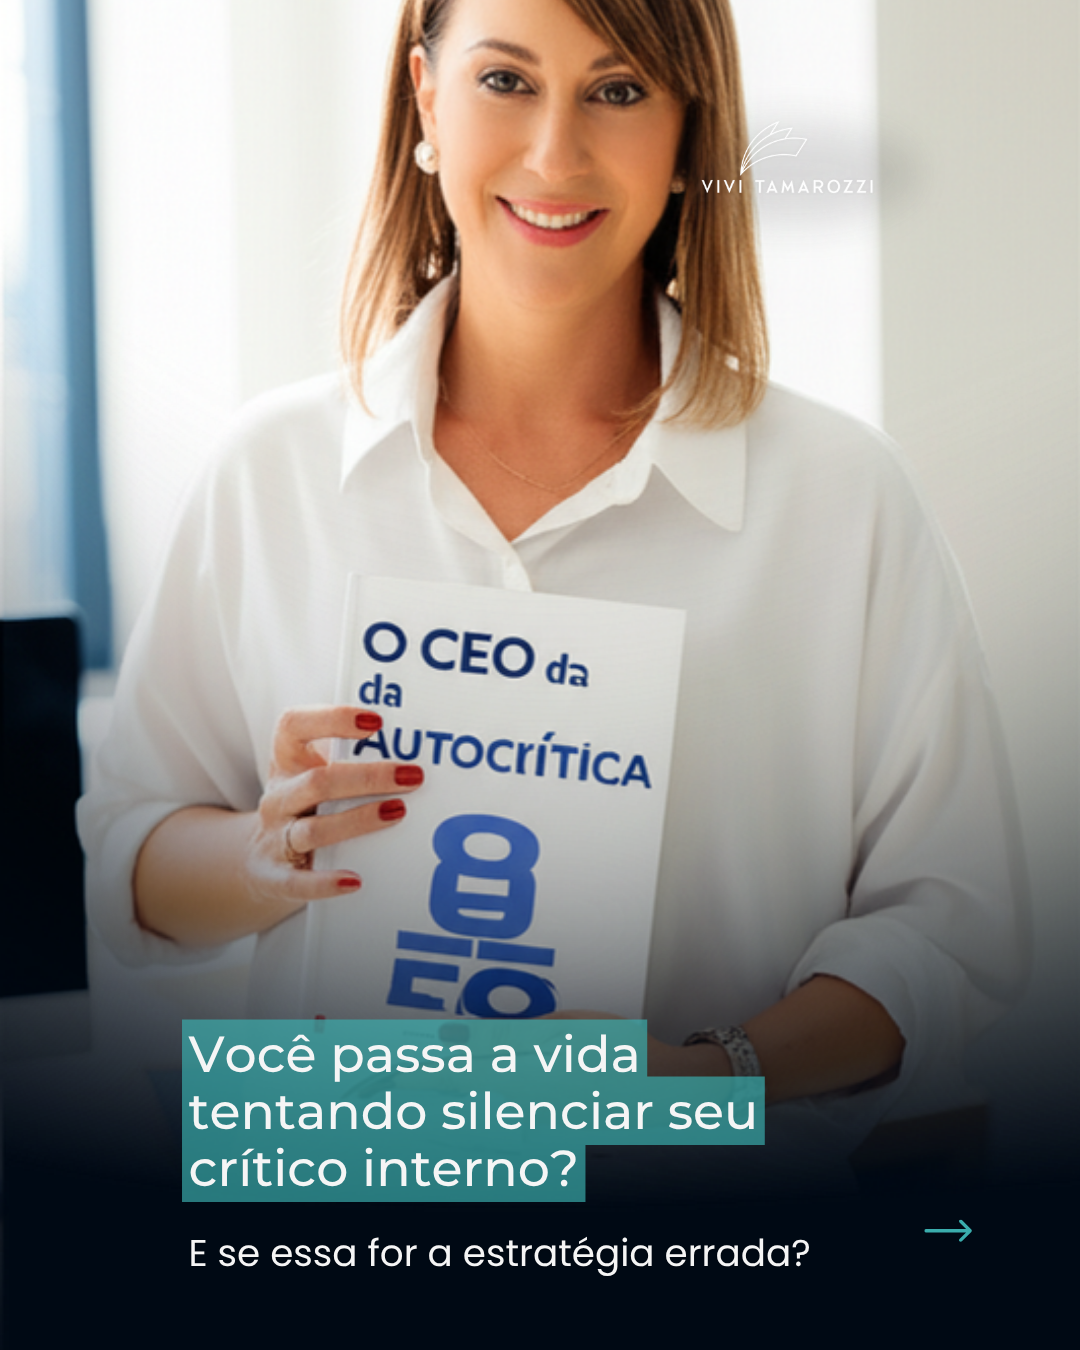 VIVI TAMAROZZI
O CEO da
da
AUTOCRÍTICA
Você passa a vida
tentando silenciar seu
crítico interno?
E se essa for a estratégia errada?